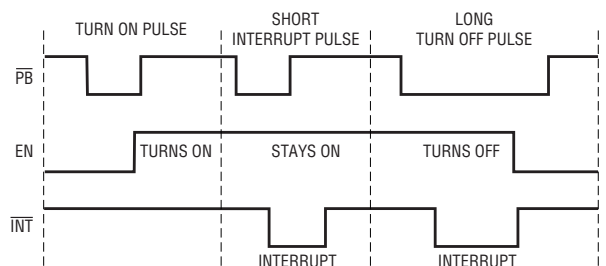 TURN ON PULSE
SHORT
INTERRUPT PULSE
LONG
TURN OFF PULSE
PB
EN
TURNS ON
STAYS ON
TURNS OFF
INT
INTERRUPT
INTERRUPT